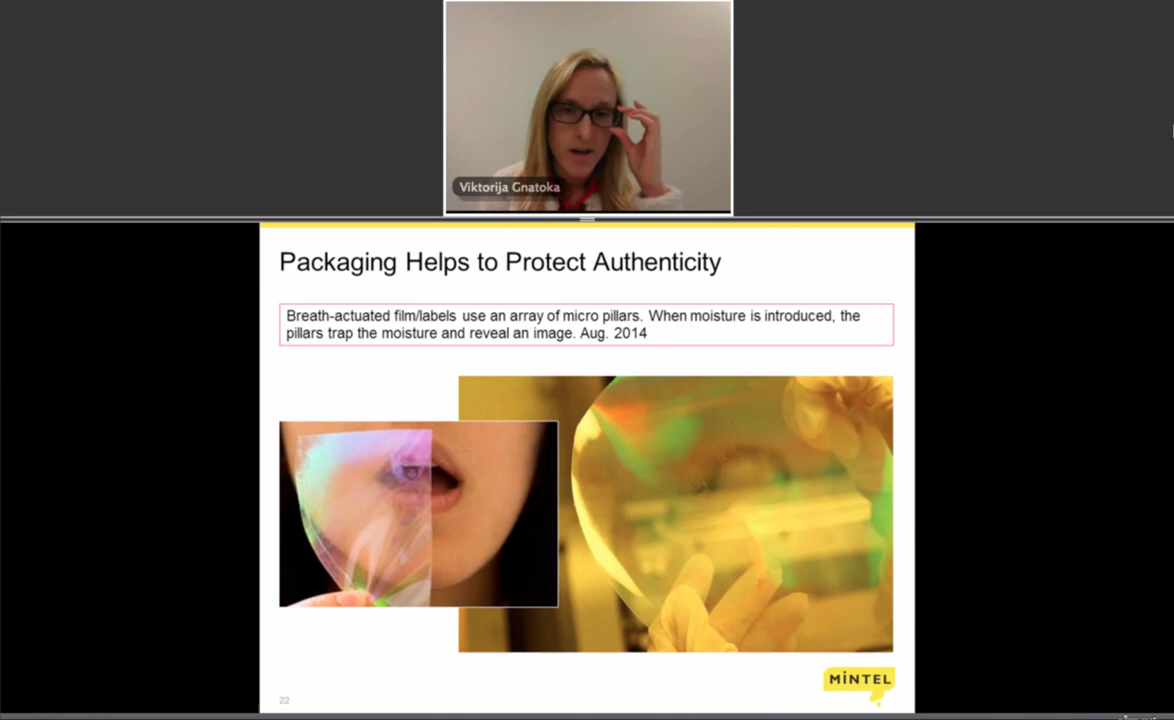 Viktorija Gnatoka
Packaging Helps to Protect Authenticity
Breath-actuated film/labels use an array of micro pillars. When moisture is introduced, the
pillars trap the moisture and reveal an image. Aug. 2014
MiNTEL
22